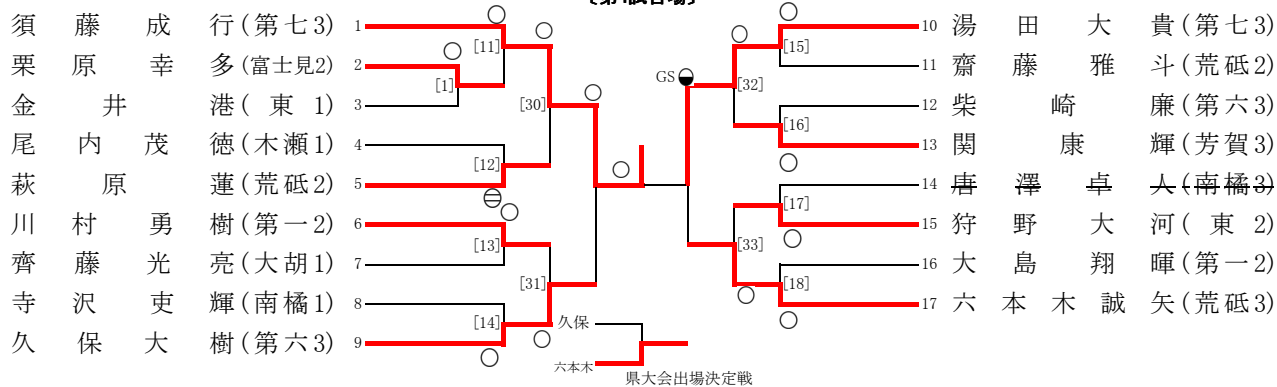 須藤成行(第七3) 1
栗原幸多(富士見2) 2
金井港(東1) 3
尾内茂徳(木瀬1) 4
萩原蓮(荒砥2) 5
川村勇樹(第一2) 6
齊藤光亮(大胡1) 7
寺沢吏輝(南橘1) 8
久保大樹(第六3) 9
[11]
[1]
[30]
[12]
[13]
[31]
[14]
GS
[15]
[32]
[16]
[17]
[33]
[18]
10 湯田大貴(第七3)
11 齋藤雅斗(荒砥2)
12 柴崎廉(第六3)
13 関康輝(芳賀3)
14 唐澤卓人(南橘3)
15 狩野大河(東2)
16 大島翔暉(第一2)
17 六本木誠矢(荒砥3)
久保
六本木
県大会出場決定戦